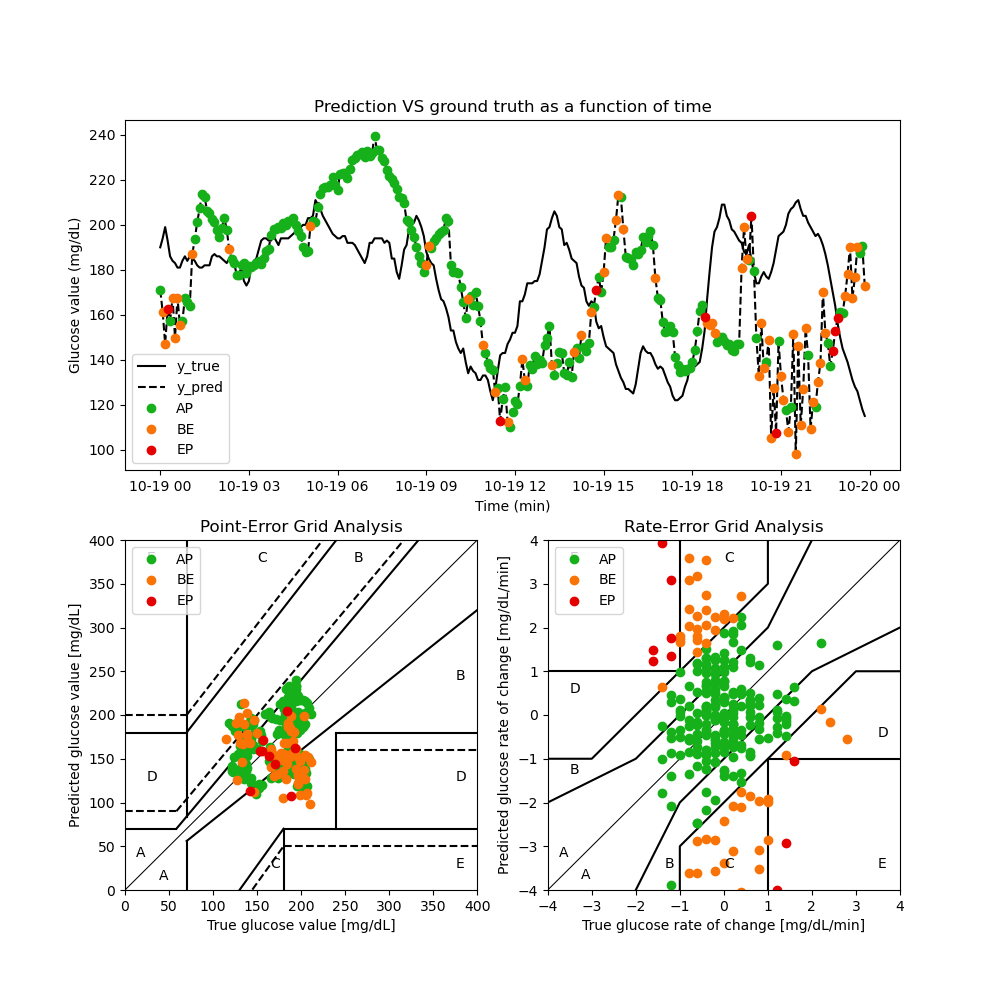 Prediction VS ground truth as a function of time
Glucose value (mg/dL)
240
220
200
180
160
140
120
100
y_true
y_pred
AP
BE
EP
10-19 00 10-19 03 10-19 06 10-19 09 10-19 12 10-19 15 10-19 18 10-19 21 10-20 00
Time (min)
Point-Error Grid Analysis
Predicted glucose value [mg/dL]
400
350
300
250
200
150
100
50
0
AP
BE
EP
C B
B
D D
A
A
C E
0 50 100 150 200 250 300 350 400
True glucose value [mg/dL]
Rate-Error Grid Analysis
Predicted glucose rate of change [mg/dL/min]
4
3
2
1
0
−1
−2
−3
−4
AP
BE
EP
C
D
D
B
A
A
B C E
−4 −3 −2 −1 0 1 2 3 4
True glucose rate of change [mg/dL/min]